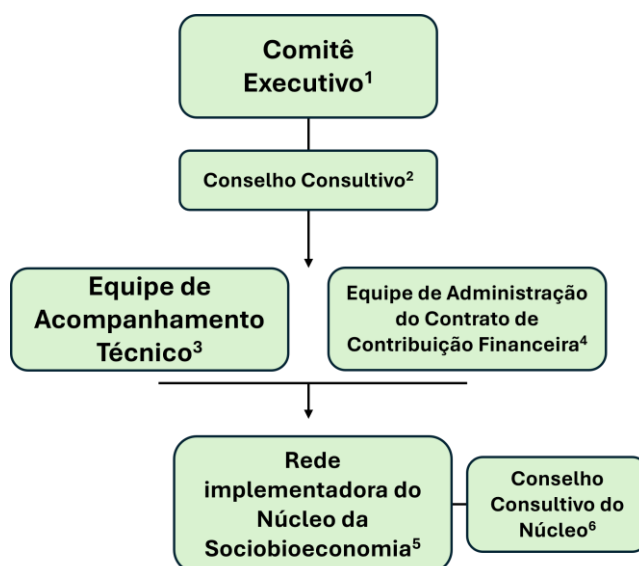 Comitê
Executivo¹
Conselho Consultivo²
Equipe de
Acompanhamento
Técnico³
Equipe de Administração
do Contrato de
Contribuição Financeira⁴
Rede
implementadora do
Núcleo da
Sociobioeconomia⁵
Conselho
Consultivo do
Núcleo⁶